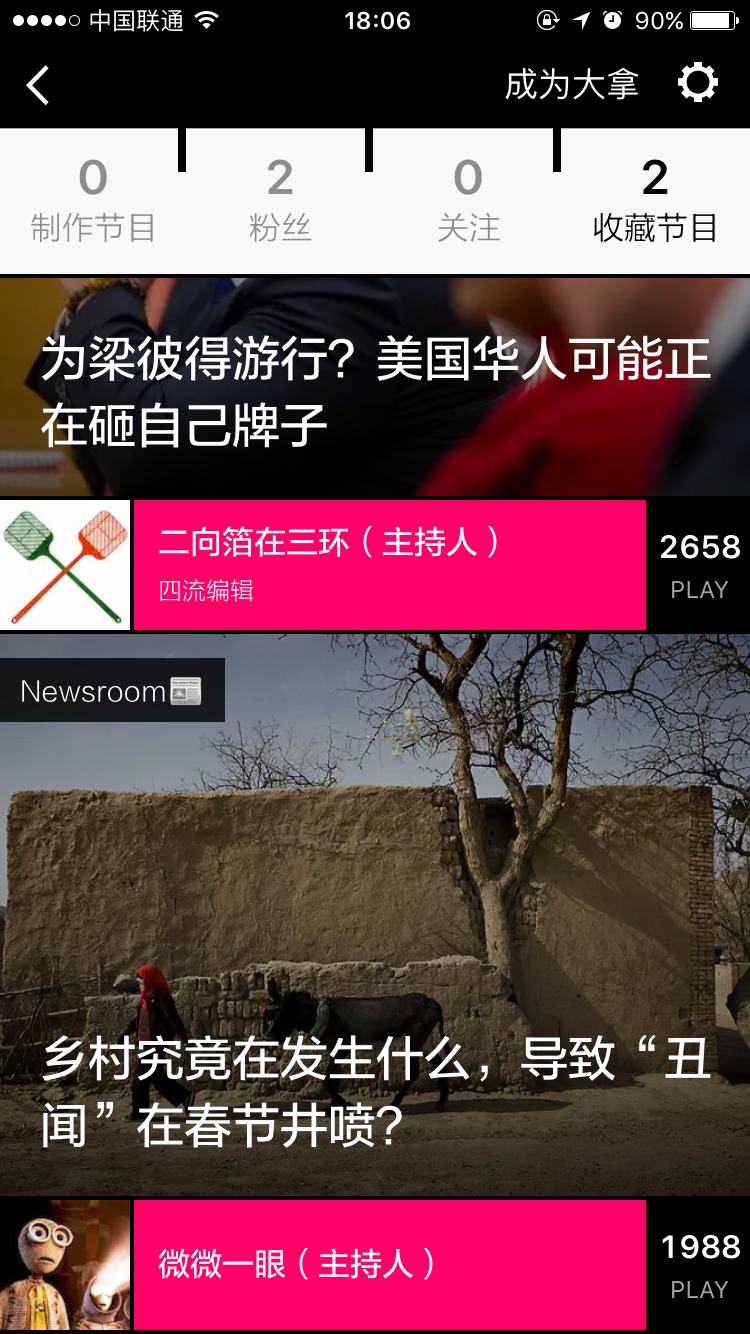 中国联通
18:06
90%
成为大拿
0
2
0
2
制作节目
粉丝
关注
收藏节目
为梁彼得游行？美国华人可能正
在砸自己牌子
二向箔在三环（主持人）
四流编辑
2658
PLAY
Newsroom
乡村究竟在发生什么，导致“丑
闻”在春节井喷？
微微一眼（主持人）
1988
PLAY